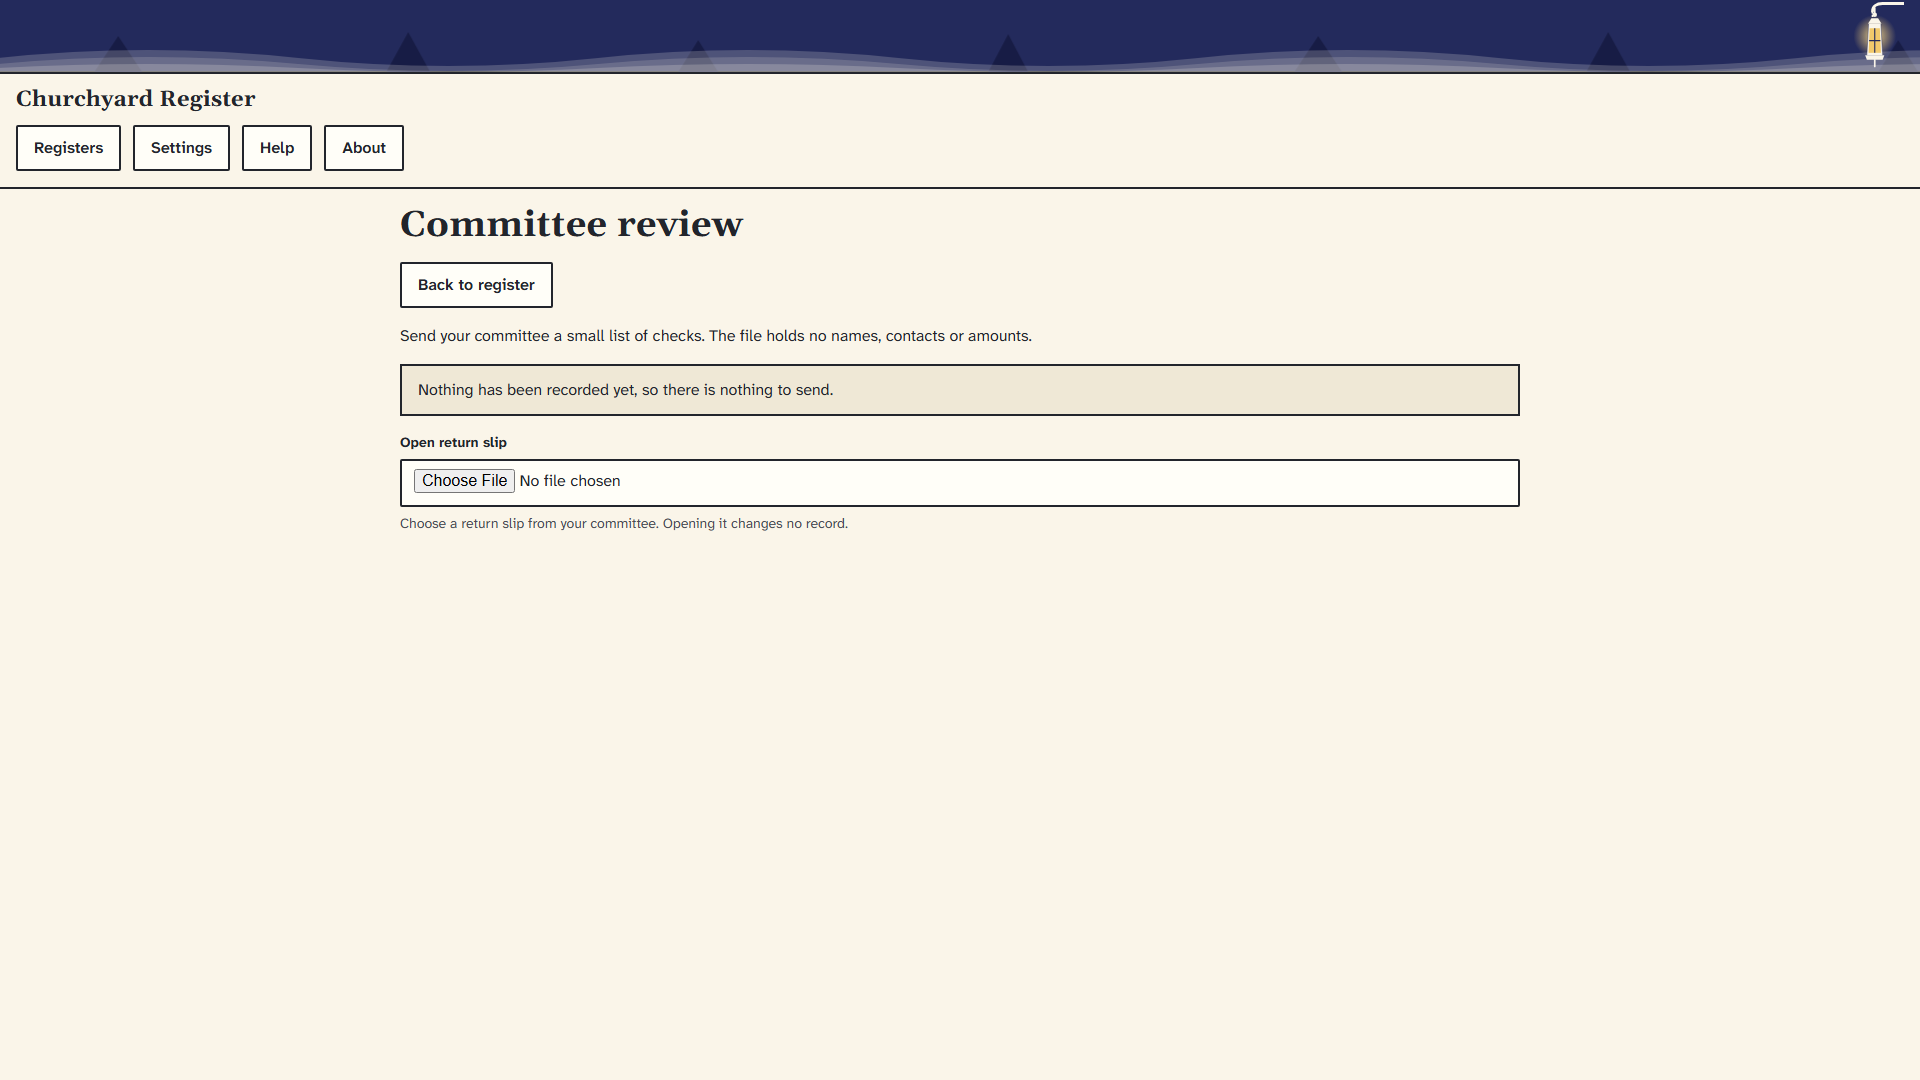 Churchyard Register
Registers Settings Help About
Committee review
Back to register
Send your committee a small list of checks. The file holds no names, contacts or amounts.
Nothing has been recorded yet, so there is nothing to send.
Open return slip
Choose File No file chosen
Choose a return slip from your committee. Opening it changes no record.